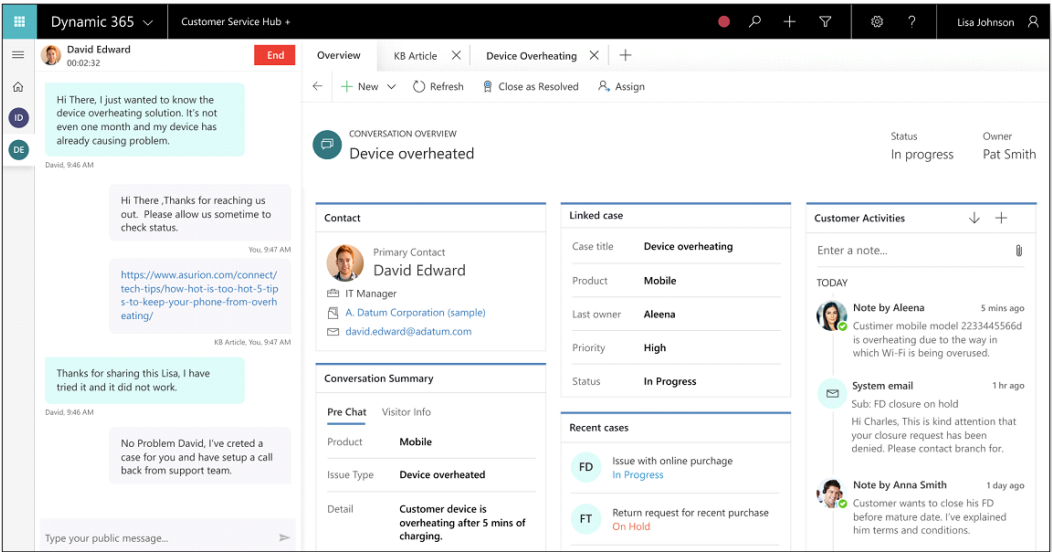 Dynamic 365
Customer Service Hub +
?
Lisa Johnson
David Edward
00:02:32
End
ID
DE
Hi There, I just wanted to know the
device overheating solution. It's not
even one month and my device has
already causing problem.
David, 9:46 AM
Hi There ,Thanks for reaching us
out. Please allow us sometime to
check status.
You, 9:47 AM
https://www.asurion.com/connect/
tech-tips/how-hot-is-too-hot-5-tip
s-to-keep-your-phone-from-overh
eating/
KB Article, You, 9:47 AM
Thanks for sharing this Lisa, I have
tried it and it did not work.
David, 9:46 AM
No Problem David, I've creted a
case for you and have setup a call
back from support team.
Type your public message...
Overview
KB Article
Device Overheating
New
Refresh
Close as Resolved
Assign
CONVERSATION OVERVIEW
Device overheated
Status
In progress
Owner
Pat Smith
Contact
Primary Contact
David Edward
IT Manager
A. Datum Corporation (sample)
david.edward@adatum.com
Conversation Summary
Pre Chat
Visitor Info
Product
Mobile
Issue Type
Device overheated
Detail
Customer device is
overheating after 5 mins of
charging.
Linked case
Case title
Device overheating
Product
Mobile
Last owner
Aleena
Priority
High
Status
In Progress
Recent cases
FD
Issue with online purchase
In Progress
FT
Return request for recent purchase
On Hold
Customer Activities
Enter a note...
TODAY
Note by Aleena
5 mins ago
Custimer mobile model 2233445566d
is overheating due to the way in
which Wi-Fi is being overused.
System email
1 hr ago
Sub: FD closure on hold
Hi Charles, This is kind attention that
your closure request has been
denied. Please contact branch for.
Note by Anna Smith
1 day ago
Customer wants to close his FD
before mature date. I've explained
him terms and conditions.